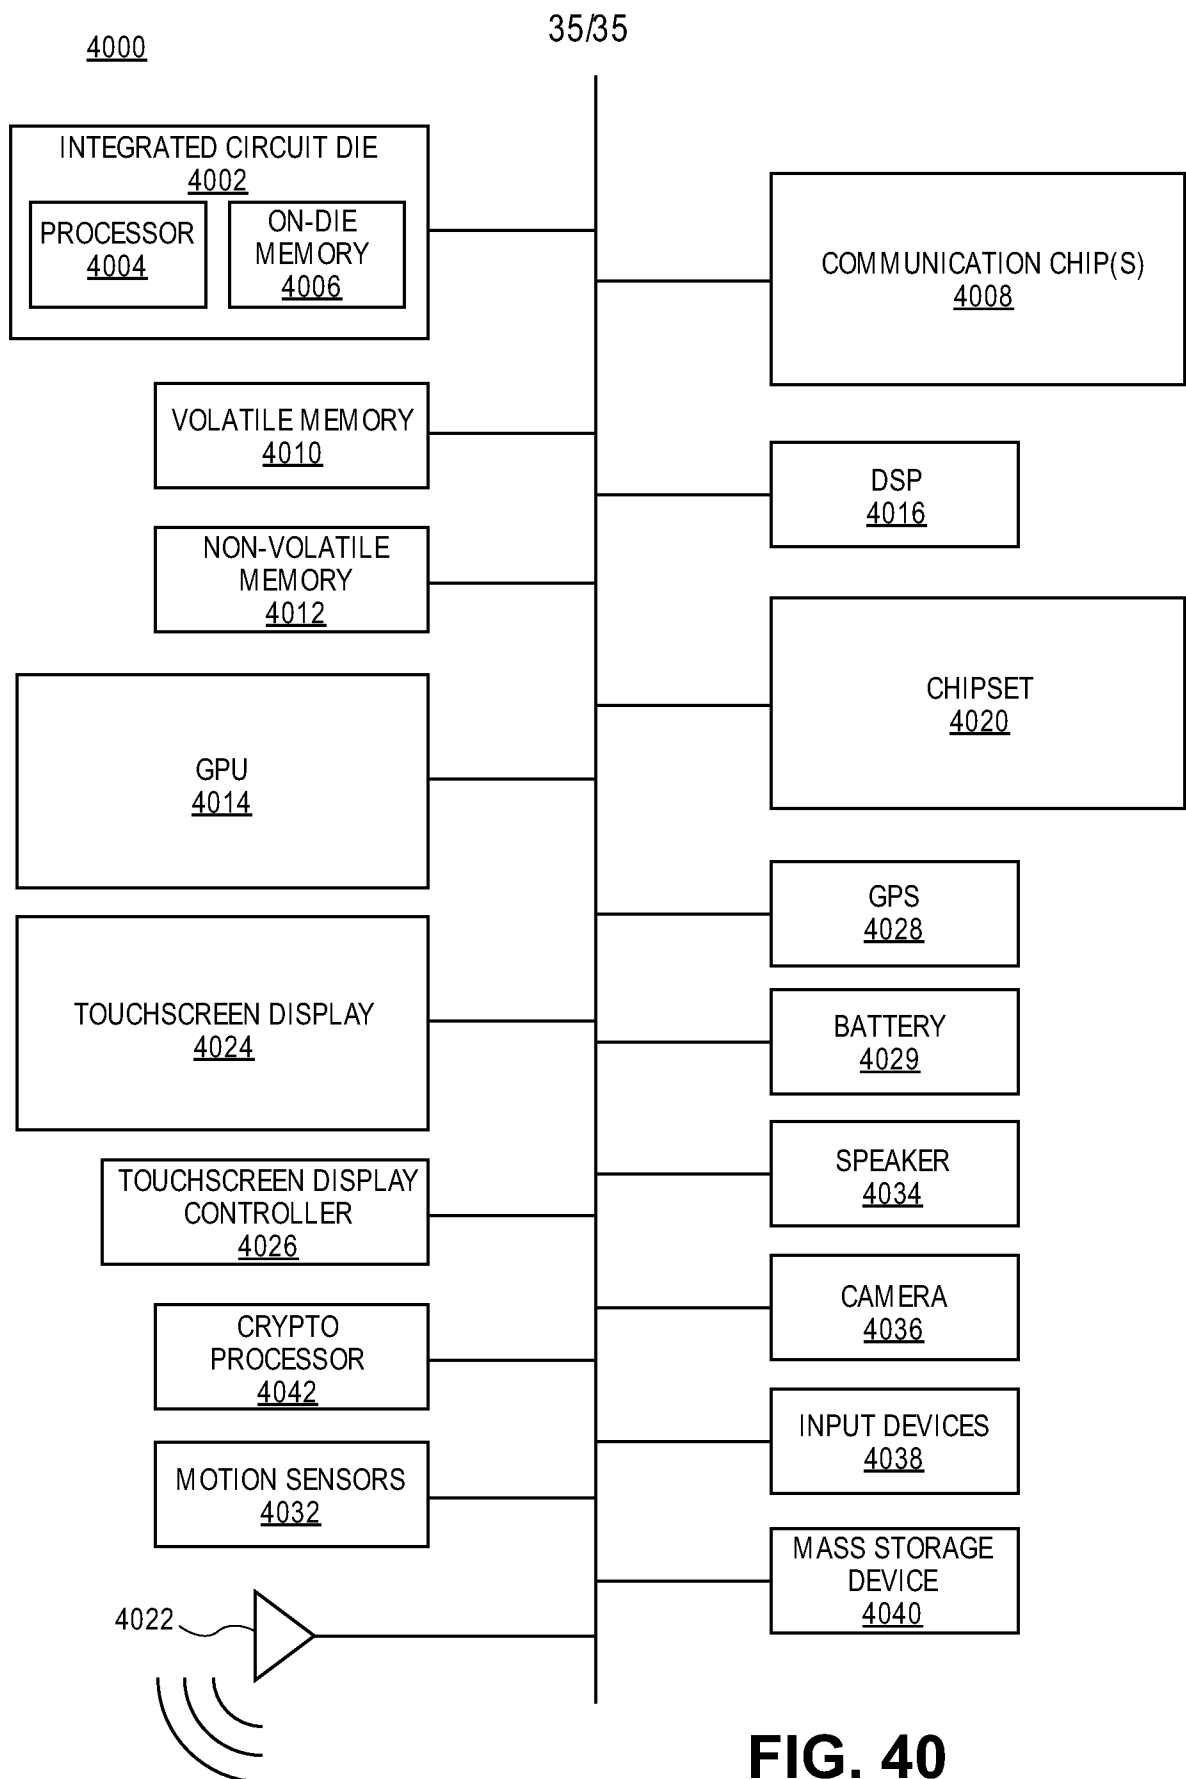 35/35
4000
INTEGRATED CIRCUIT DIE
4002
PROCESSOR
4004
ON-DIE
MEMORY
4006
COMMUNICATION CHIP(S)
4008
VOLATILE MEMORY
4010
DSP
4016
NON-VOLATILE
MEMORY
4012
CHIPSET
4020
GPU
4014
GPS
4028
TOUCHSCREEN DISPLAY
4024
BATTERY
4029
TOUCHSCREEN DISPLAY
CONTROLLER
4026
SPEAKER
4034
CRYPTO
PROCESSOR
4042
CAMERA
4036
MOTION SENSORS
4032
INPUT DEVICES
4038
MASS STORAGE
DEVICE
4040
4022
FIG. 40